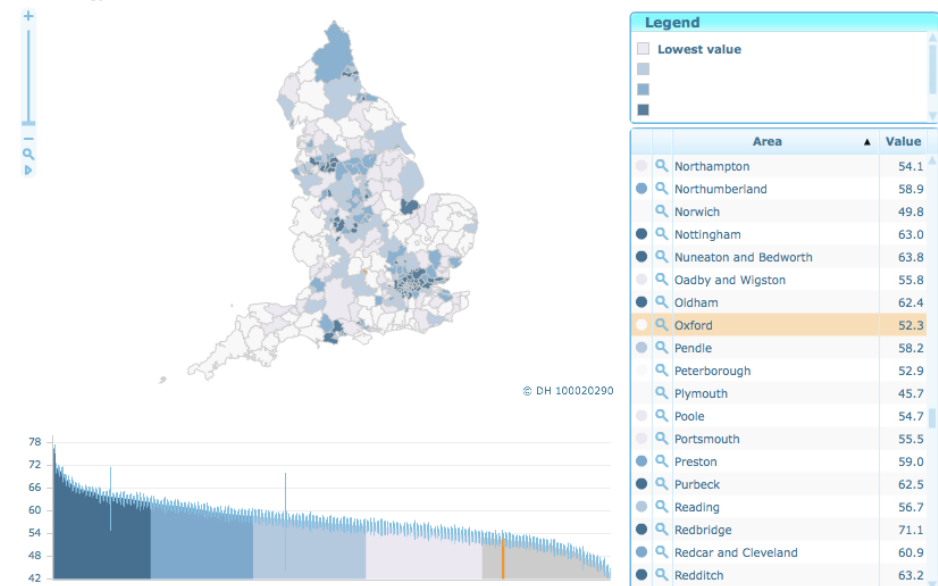 Legend
Lowest value
Area ▲ Value
Northampton 54.1
Northumberland 58.9
Norwich 49.8
Nottingham 63.0
Nuneaton and Bedworth 63.8
Oadby and Wigston 55.8
Oldham 62.4
Oxford 52.3
Pendle 58.2
Peterborough 52.9
Plymouth 45.7
Poole 54.7
Portsmouth 55.5
Preston 59.0
Purbeck 62.5
Reading 56.7
Redbridge 71.1
Redcar and Cleveland 60.9
Redditch 63.2
© DH 100020290
78
72
66
60
54
48
42